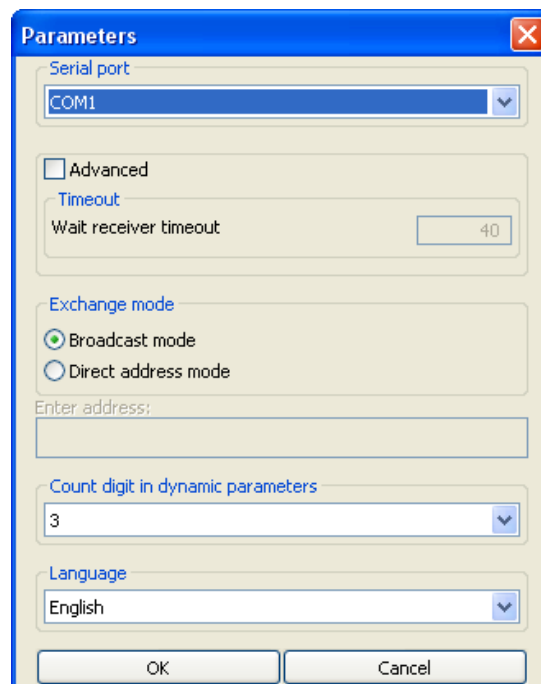 Parameters
Serial port
COM1
Advanced
Timeout
Wait receiver timeout 40
Exchange mode
Broadcast mode
Direct address mode
Enter address:
Count digit in dynamic parameters
3
Language
English
OK Cancel